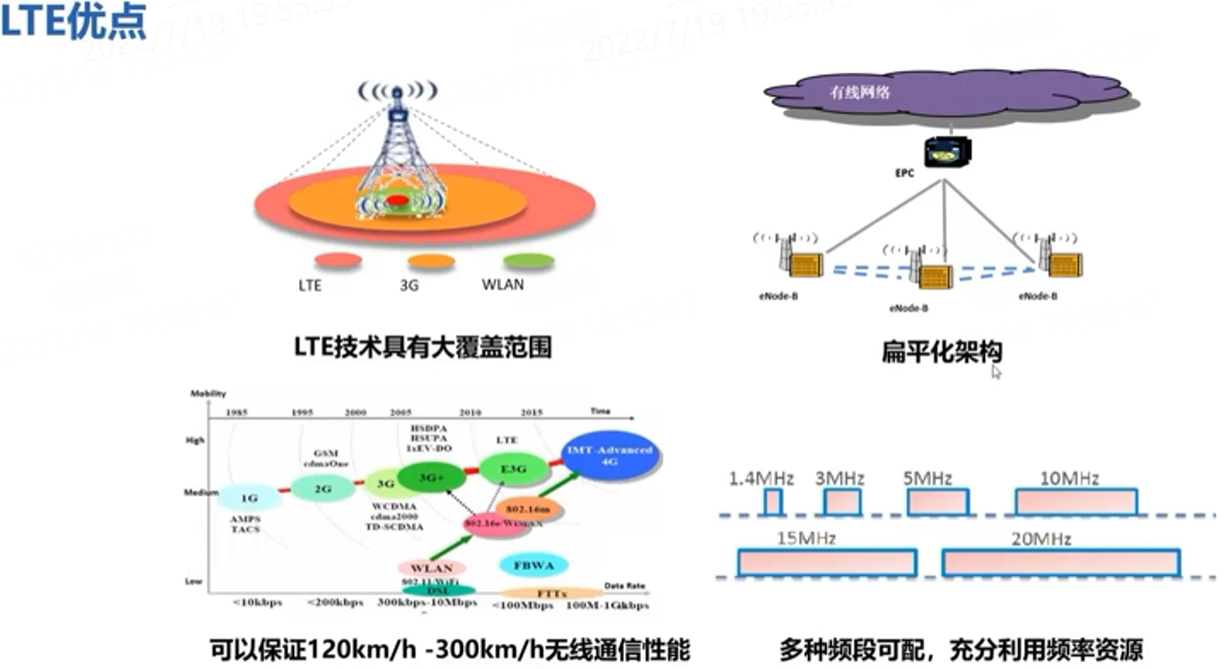 LTE优点
2022/7/19 19:55:55
2022/7/19 19:55:55
有线网络
EPC
eNode-B
eNode-B
eNode-B
LTE
3G
WLAN
LTE技术具有大覆盖范围
扁平化架构
Mobility
1985
1995
2000
2005
2010
2015
Time
High
Medium
Low
HSDPA
HSUPA
1xEV-DO
LTE
GSM
cdmaOne
IMT-Advanced
4G
1G
2G
3G
3G+
E3G
AMPS
TACS
WCDMA
cdma2000
TD-SCDMA
802.16m
802.16e/WiMAX
WLAN
802.11/WiFi
FBWA
DSL
FTTx
Data Rate
<10kbps
<200kbps
300kbps-10Mbps
<100Mbps
可以保证120km/h -300km/h无线通信性能
1.4MHz
3MHz
5MHz
10MHz
15MHz
20MHz
多种频段可配，充分利用频率资源